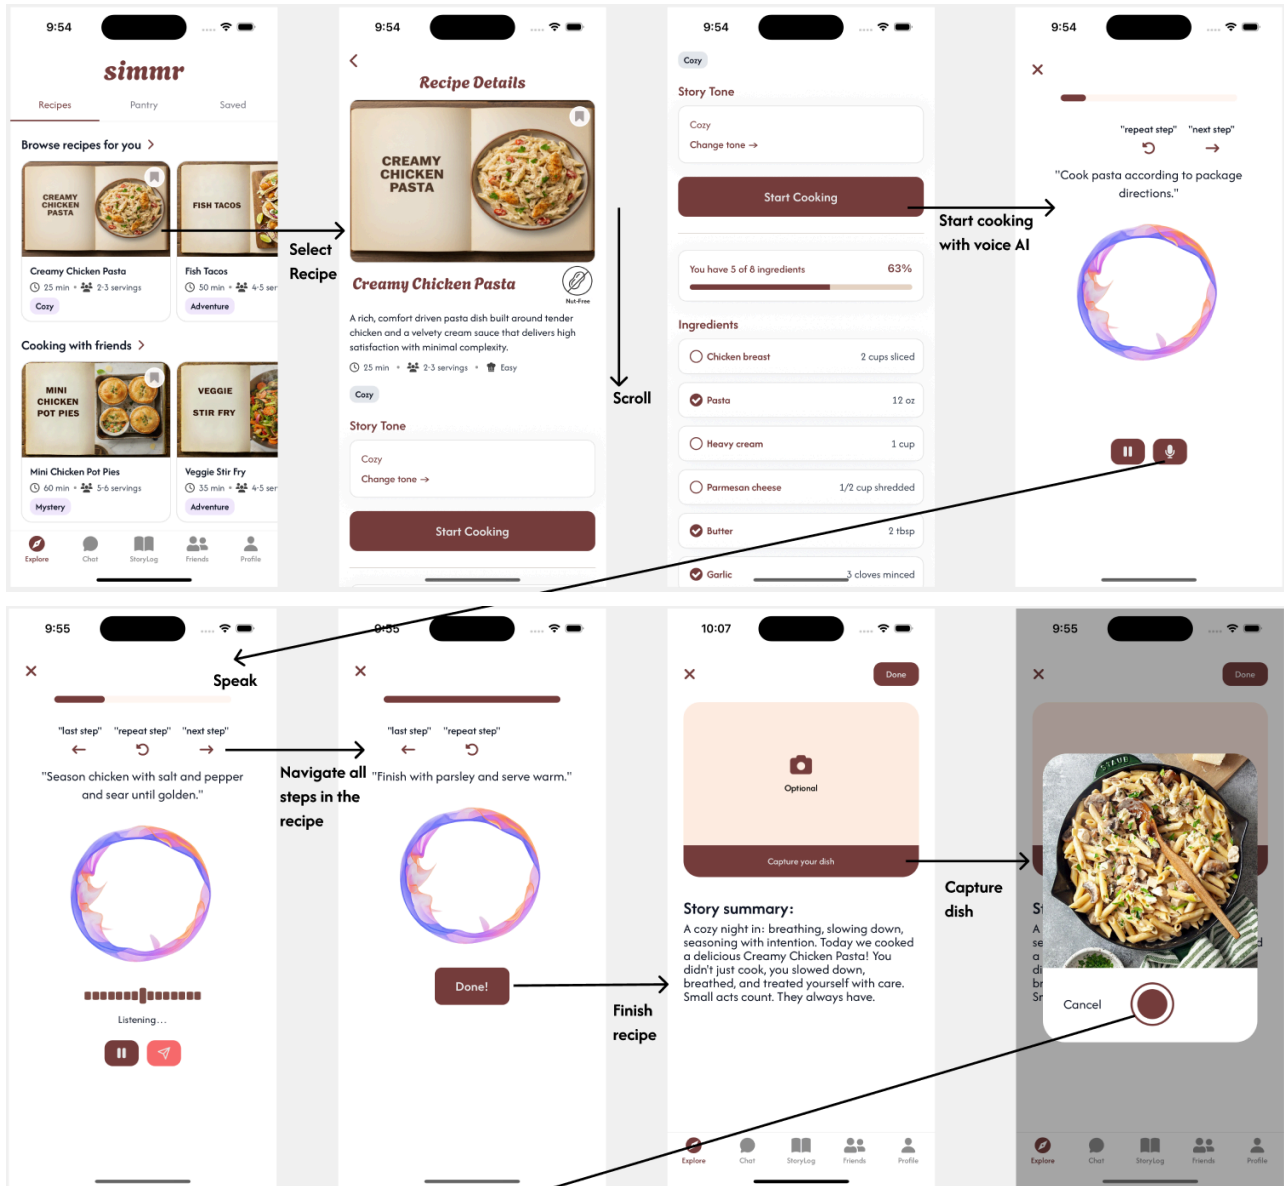 9:54
simmr
Recipes Pantry Saved
Browse recipes for you >
CREAMY
CHICKEN
PASTA
FISH TACOS
Creamy Chicken Pasta
25 min • 2-3 servings
Cozy
Fish Tacos
50 min • 4-5 ser
Adventure
Cooking with friends >
MINI
CHICKEN
POT PIES
VEGGIE
STIR FRY
Mini Chicken Pot Pies
60 min • 5-6 servings
Mystery
Veggie Stir Fry
35 min • 4-5 ser
Adventure
Explore Chat StoryLog Friends Profile
Select
Recipe
9:54
Recipe Details
CREAMY
CHICKEN
PASTA
Creamy Chicken Pasta
Nut-Free
A rich, comfort driven pasta dish built around tender
chicken and a velvety cream sauce that delivers high
satisfaction with minimal complexity.
25 min • 2-3 servings • Easy
Cozy
Story Tone
Cozy
Change tone →
Start Cooking
Scroll
9:54
Cozy
Story Tone
Cozy
Change tone →
Start Cooking
You have 5 of 8 ingredients 63%
Ingredients
Chicken breast 2 cups sliced
Pasta 12 oz
Heavy cream 1 cup
Parmesan cheese 1/2 cup shredded
Butter 2 tbsp
Garlic 3 cloves minced
Start cooking
with voice AI
9:54
"repeat step" "next step"
"Cook pasta according to package
directions."
9:55
Speak
"last step" "repeat step" "next step"
"Season chicken with salt and pepper
and sear until golden."
Listening...
Navigate all
steps in the
recipe
9:55
"last step" "repeat step"
"Finish with parsley and serve warm."
Done!
Finish
recipe
10:07
Done
Optional
Capture your dish
Story summary:
A cozy night in: breathing, slowing down,
seasoning with intention. Today we cooked
a delicious Creamy Chicken Pasta! You
didn't just cook, you slowed down,
breathed, and treated yourself with care.
Small acts count. They always have.
Explore Chat StoryLog Friends Profile
Capture
dish
9:55
Done
STAUB
Cancel
Explore Chat StoryLog Friends Profile